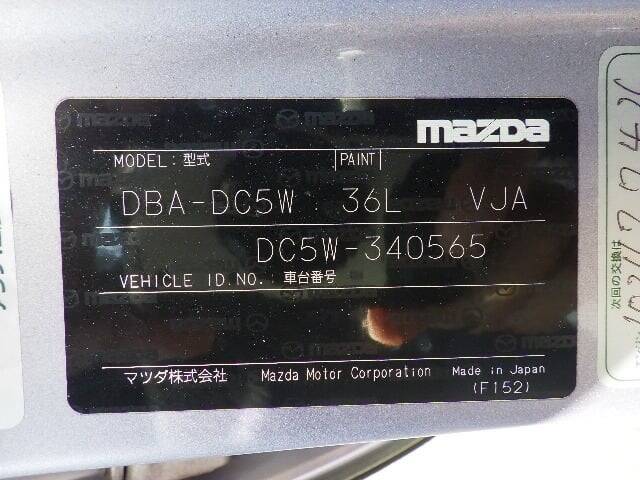 mazda
MODEL: 型式 PAINT
DBA-DC5W 36L VJA
DC5W-340565
VEHICLE ID.NO.: 車台番号
マツダ株式会社 Mazda Motor Corporation Made in Japan
(F152)
次回の交換は